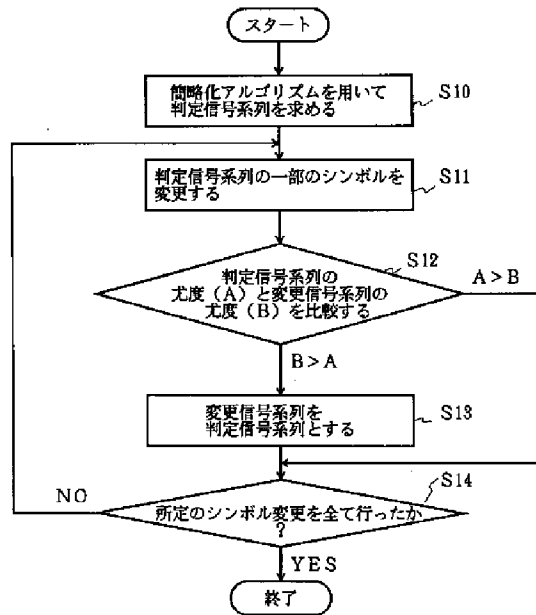 スタート
簡略化アルゴリズムを用いて
判定信号系列を求める
S10
判定信号系列の一部のシンボルを
変更する
S11
S12
判定信号系列の
尤度(A)と変更信号系列の
尤度(B)を比較する
A>B
B>A
変更信号系列を
判定信号系列とする
S13
S14
NO
所定のシンボル変更を全て行ったか
?
YES
終了